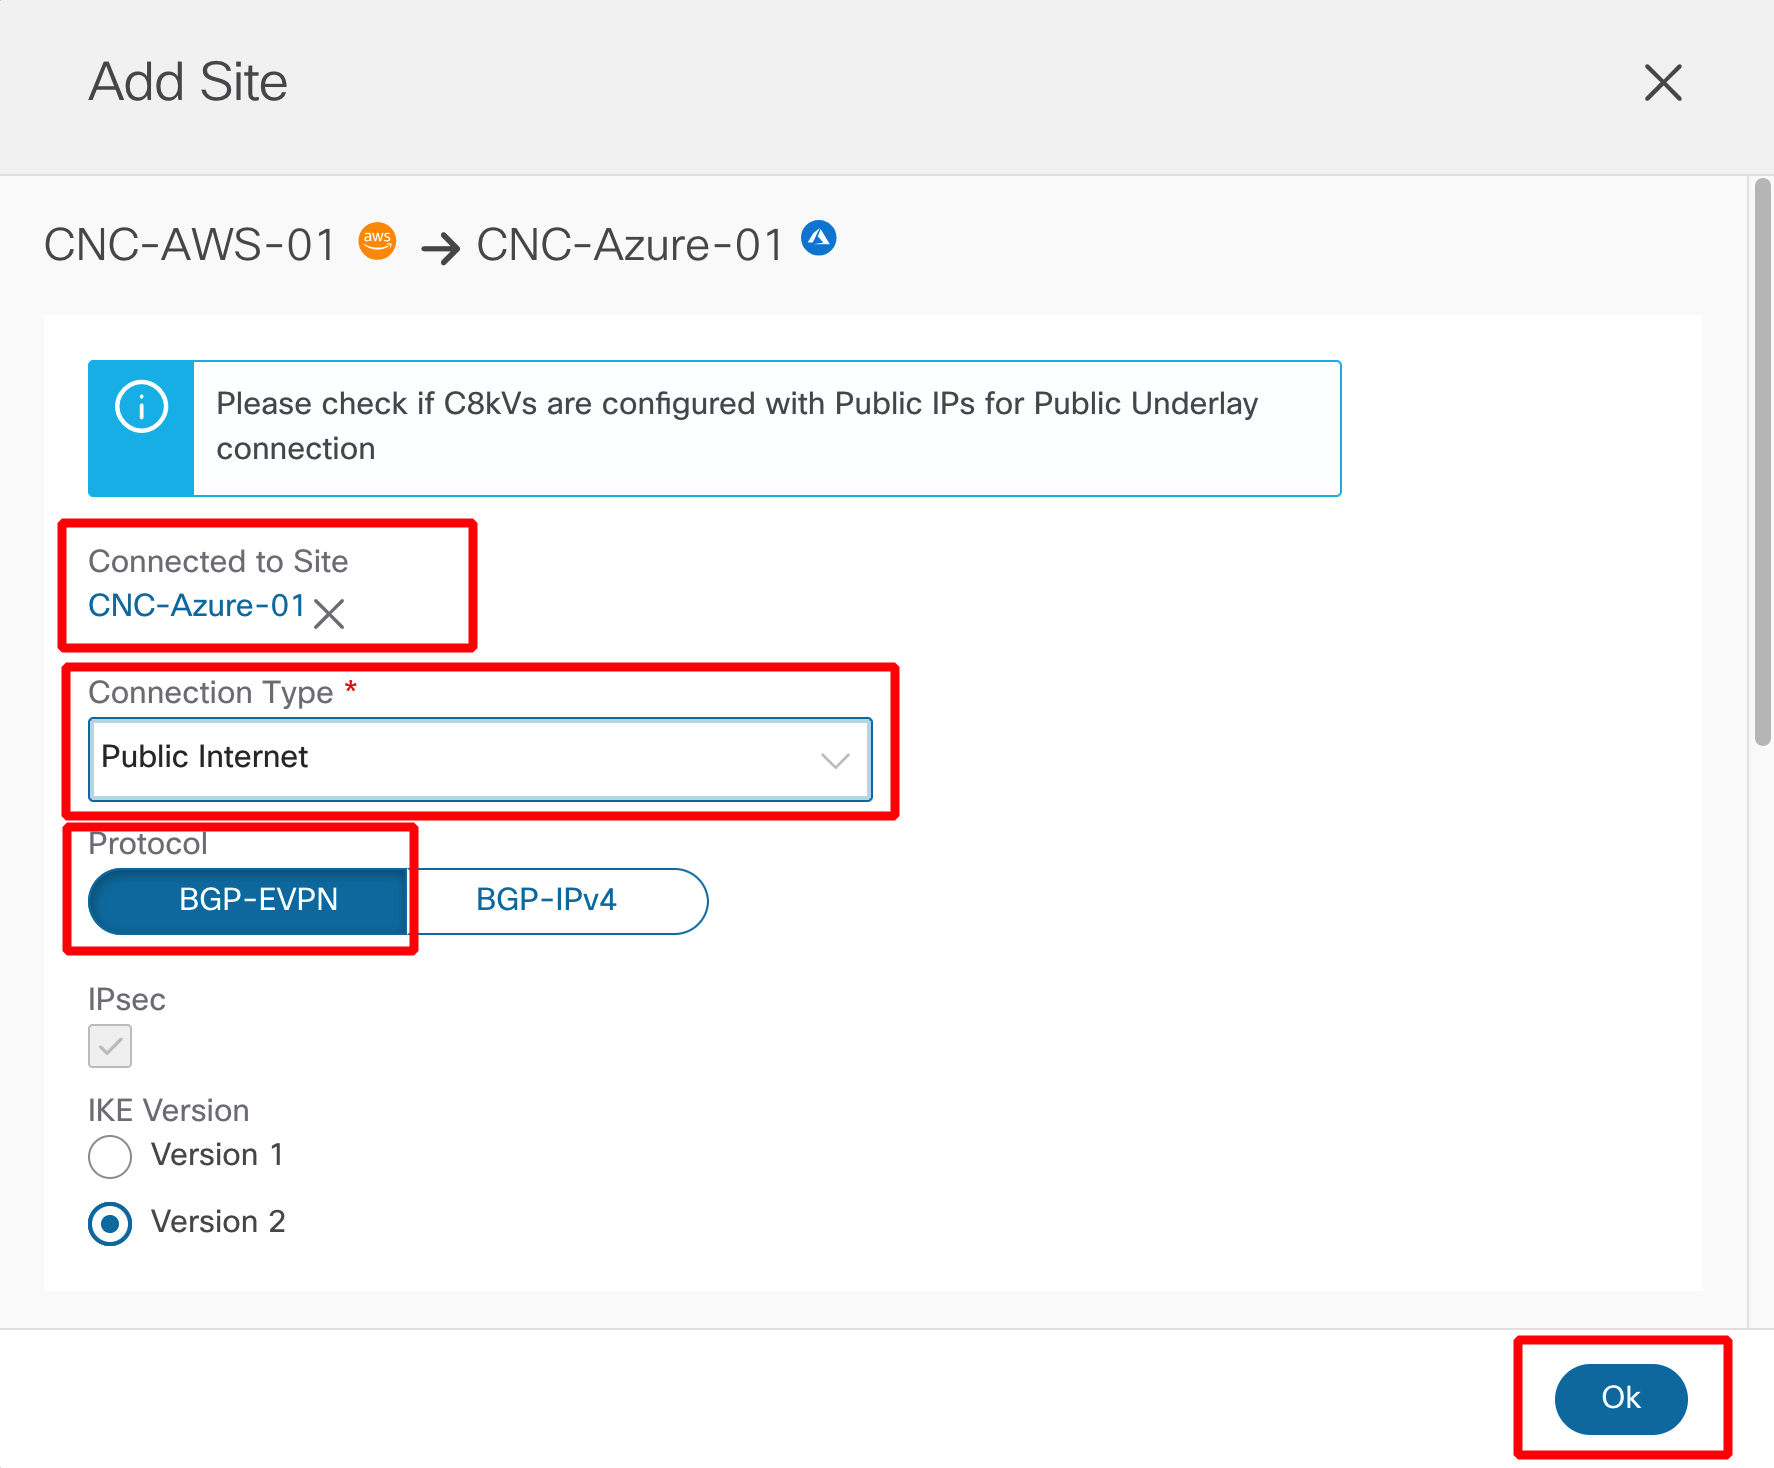 Add Site
CNC-AWS-01 aws → CNC-Azure-01
Please check if C8kVs are configured with Public IPs for Public Underlay
connection
Connected to Site
CNC-Azure-01
Connection Type *
Public Internet
Protocol
BGP-EVPN BGP-IPv4
IPsec
IKE Version
Version 1
Version 2
Ok